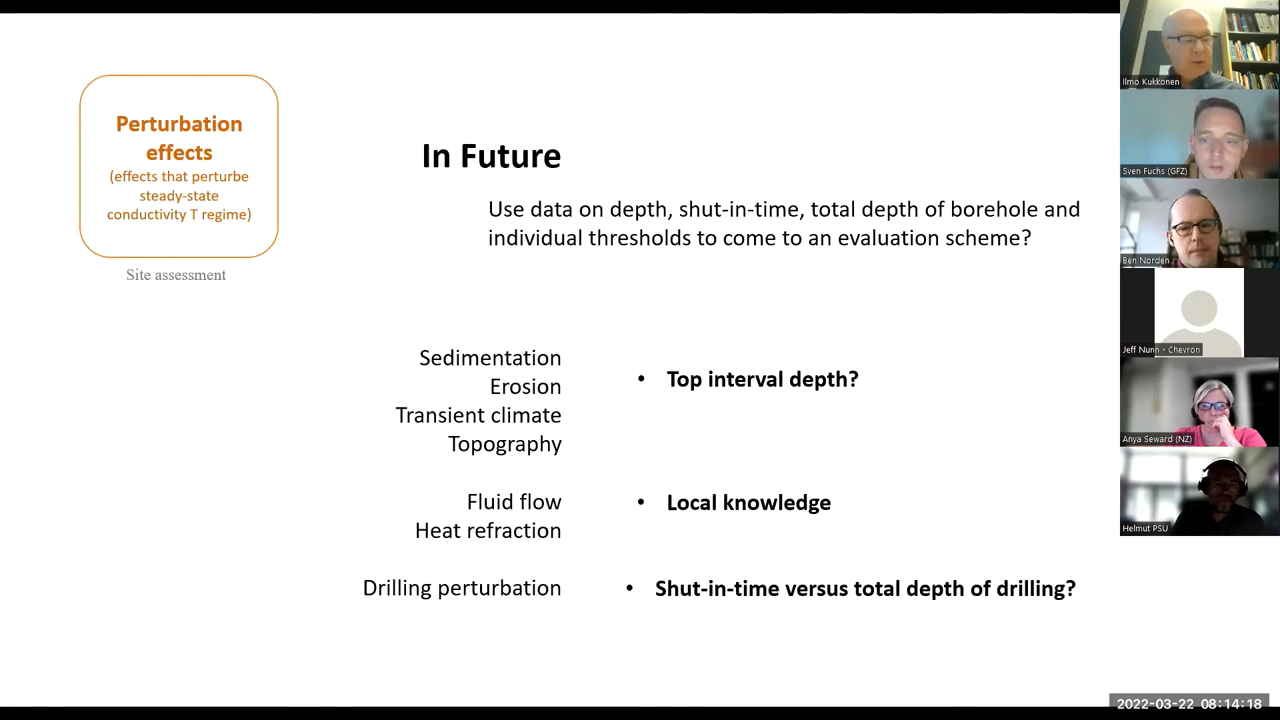 Perturbation
effects
(effects that perturbe
steady-state
conductivity T regime)
Site assessment
In Future
Use data on depth, shut-in-time, total depth of borehole and
individual thresholds to come to an evaluation scheme?
Sedimentation
Erosion
Transient climate
Topography
• Top interval depth?
Fluid flow
Heat refraction
• Local knowledge
Drilling perturbation
• Shut-in-time versus total depth of drilling?
Ilmo Kukkonen
Sven Fuchs (GFZ)
Ben Norden
Jeff Nunn - Chevron
Anya Seward (NZ)
Helmut PSU
2022-03-22 08:14:18